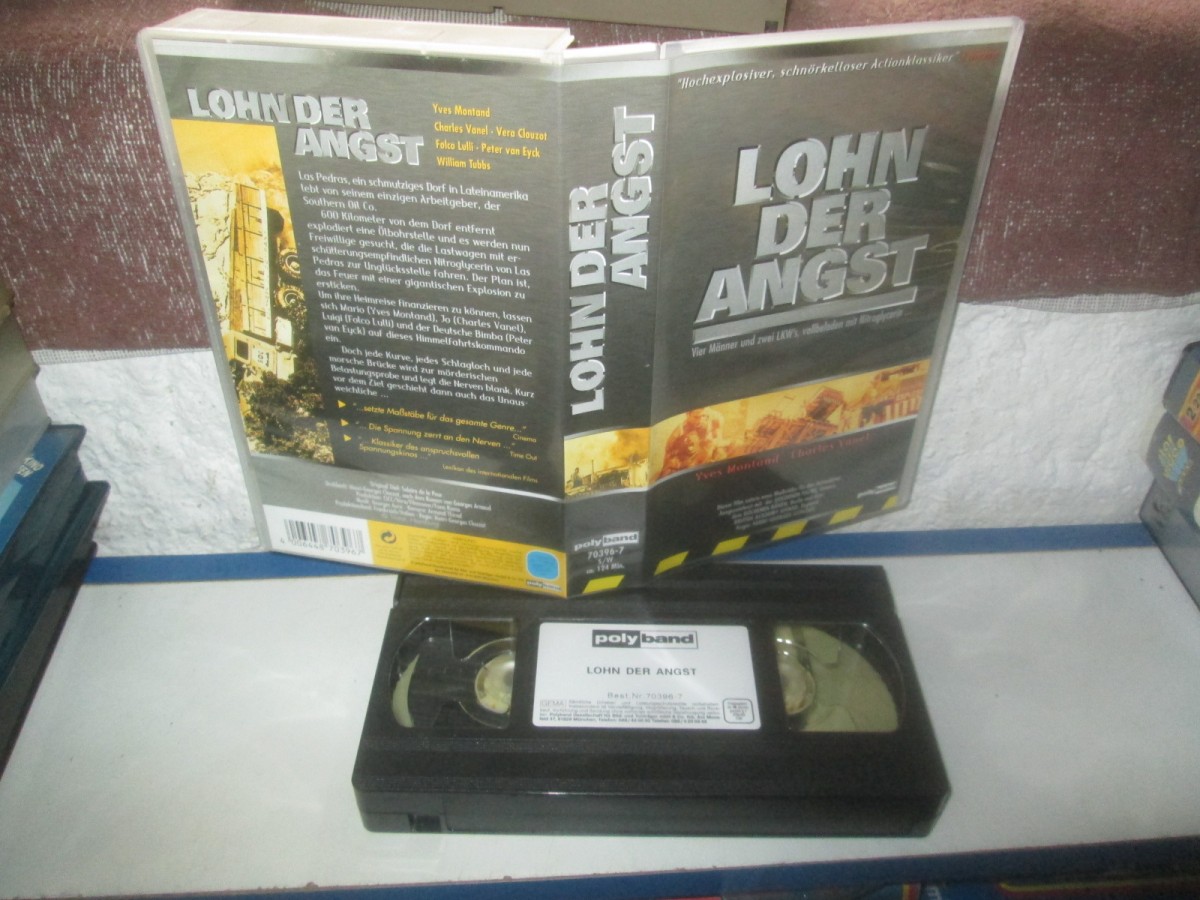 LOHN DER
ANGST
Yves Montand
Charles Vanel - Vera Clouzot
Folco Lulli - Peter van Eyck
William Tubbs
Las Pedras, ein schmutziges Dorf in Lateinamerika
lebt von seinem einzigen Arbeitgeber, der
Southern Oil Co.
600 Kilometer von dem Dorf entfernt
explodiert eine Ölbohrstelle und es werden nun
Freiwillige gesucht, die die Lastwagen mit er-
schütterungsempfindlichen Nitroglycerin von Las
Pedras zur Unglücksstelle fahren. Der Plan ist,
das Feuer mit einer gigantischen Explosion zu
ersticken.
Um ihre Heimreise finanzieren zu können, lassen
sich Mario (Yves Montand), Jo (Charles Vanel),
Luigi (Folco Lulli) und der Deutsche Bimba (Peter
van Eyck) auf dieses Himmelfahrtskommando
ein.
Doch jede Kurve, jedes Schlagloch und jede
morsche Brücke wird zur mörderischen
Belastungsprobe und legt die Nerven blank. Kurz
vor dem Ziel geschieht dann auch das Unaus-
weichliche ...
"...setzte Maßstäbe für das gesamte Genre..."
Cinema
"... Die Spannung zerrt an den Nerven ..."
Time Out
"... Klassiker des anspruchsvollen
Spannungskinos
Lexikon des internationalen Films
LOHN DER
ANGST
polyband
70396-7
S/W
ca. 124 Min.
"Hochexplosiver, schnörkelloser Actionklassiker"
LOHN
DER
ANGST
Vier Männer und zwei LKW's, vollbeladen mit Nitroglycerin
Yves Montand Charles Vanel
polyband
polyband
LOHN DER ANGST
Best.Nr. 70396 7
GEMA